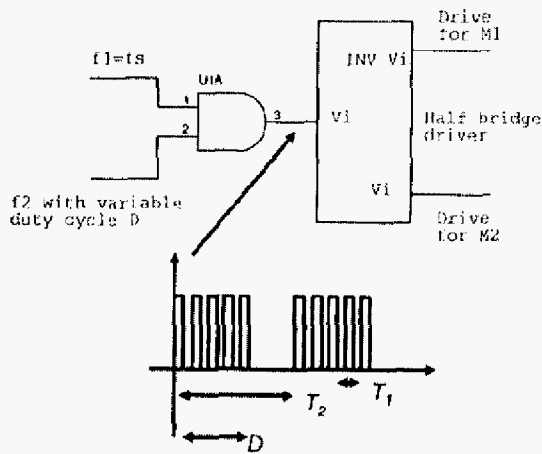 Drive
for M1
f1=fs
U1A
INV Vi
1
2
3
Vi
Half bridge
driver
Vi
f2 with variable
duty cycle D
Drive
for M2
T2
T1
D